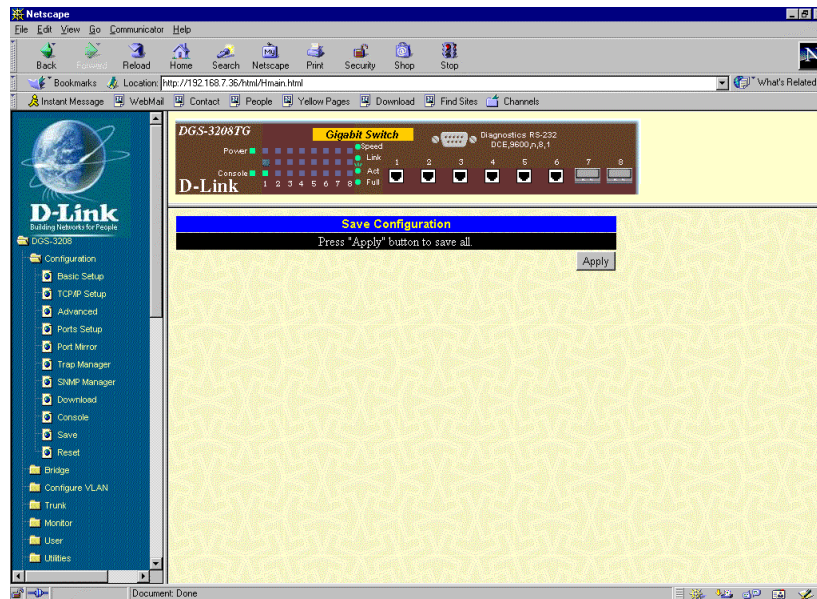 Netscape
File Edit View Go Communicator Help
Back Forward Reload Home Search Netscape Print Security Shop Stop
N
Bookmarks Location: http://192.168.7.36/html/Hmain.html What's Related
Instant Message WebMail Contact People Yellow Pages Download Find Sites Channels
D-Link
Building Networks for People
DGS-3208
Configuration
Basic Setup
TCP/IP Setup
Advanced
Ports Setup
Port Mirror
Trap Manager
SNMP Manager
Download
Console
Save
Reset
Bridge
Configure VLAN
Trunk
Monitor
User
Utilities
DGS-3208TG Gigabit Switch Diagnostics RS-232
DCE,9600,n,8,1
Power Speed
Link
Console Act
Full
D-Link 1 2 3 4 5 6 7 8
1 2 3 4 5 6 7 8
Save Configuration
Press "Apply" button to save all.
Apply
Document: Done